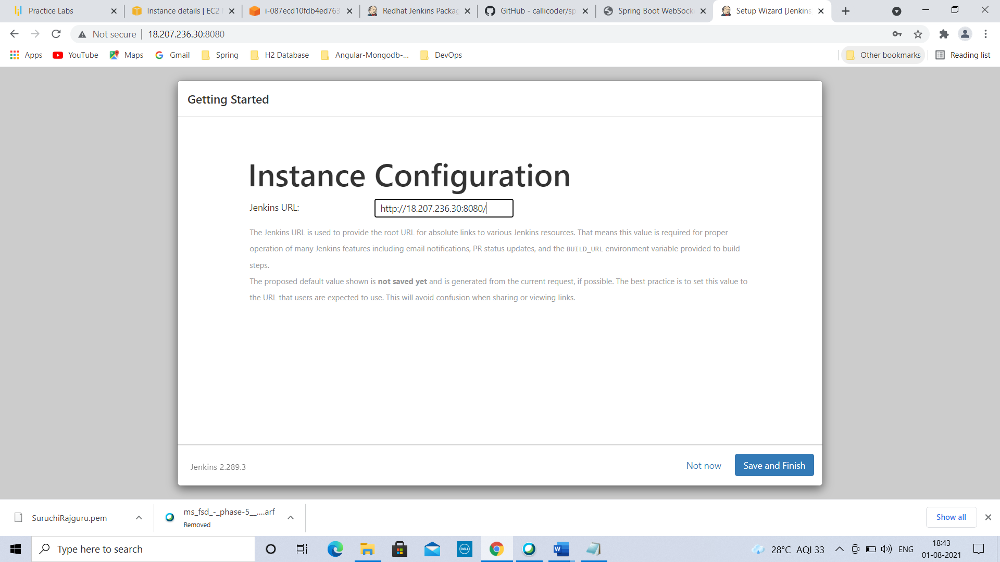 Practice Labs
Instance details | EC2
i-087ecd10fdb4ed763
Redhat Jenkins Packag
GitHub - callicoder/sp
Spring Boot WebSock
Setup Wizard [Jenkins
Not secure
18.207.236.30:8080
Apps
YouTube
Maps
Gmail
Spring
H2 Database
Angular-Mongodb-...
DevOps
Other bookmarks
Reading list
Getting Started
Instance Configuration
Jenkins URL:
http://18.207.236.30:8080/
The Jenkins URL is used to provide the root URL for absolute links to various Jenkins resources. That means this value is required for proper
operation of many Jenkins features including email notifications, PR status updates, and the BUILD_URL environment variable provided to build
steps.
The proposed default value shown is not saved yet and is generated from the current request, if possible. The best practice is to set this value to
the URL that users are expected to use. This will avoid confusion when sharing or viewing links.
Jenkins 2.289.3
Not now
Save and Finish
SuruchiRajguru.pem
ms_fsd_-_phase-5__....arf
Removed
Show all
Type here to search
DELL
W
28°C AQI 33
ENG
18:43
01-08-2021